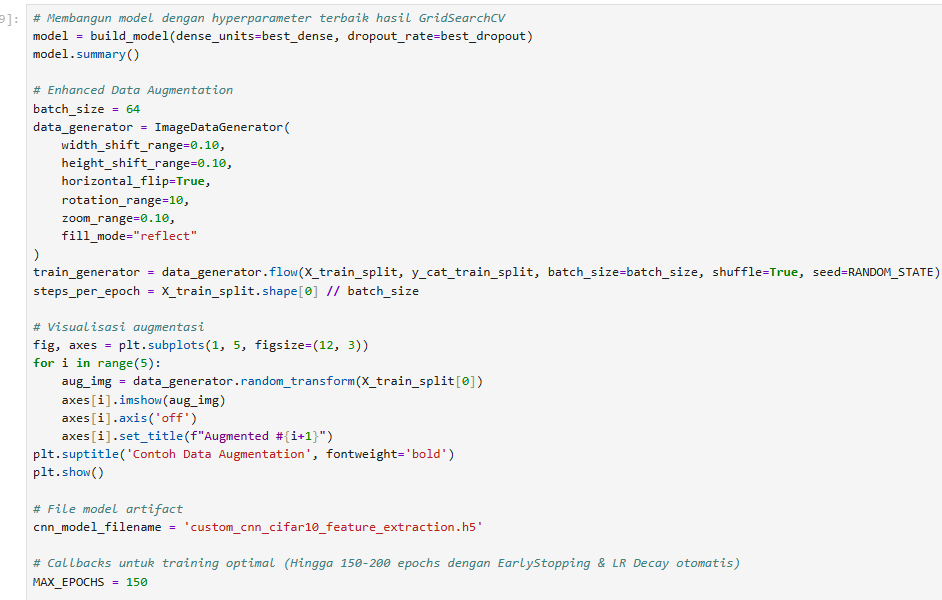 9]:
# Membangun model dengan hyperparameter terbaik hasil GridSearchCV
model = build_model(dense_units=best_dense, dropout_rate=best_dropout)
model.summary()

# Enhanced Data Augmentation
batch_size = 64
data_generator = ImageDataGenerator(
    width_shift_range=0.10,
    height_shift_range=0.10,
    horizontal_flip=True,
    rotation_range=10,
    zoom_range=0.10,
    fill_mode="reflect"
)
train_generator = data_generator.flow(X_train_split, y_cat_train_split, batch_size=batch_size, shuffle=True, seed=RANDOM_STATE)
steps_per_epoch = X_train_split.shape[0] // batch_size

# Visualisasi augmentasi
fig, axes = plt.subplots(1, 5, figsize=(12, 3))
for i in range(5):
    aug_img = data_generator.random_transform(X_train_split[0])
    axes[i].imshow(aug_img)
    axes[i].axis('off')
    axes[i].set_title(f"Augmented #{i+1}")
plt.suptitle('Contoh Data Augmentation', fontweight='bold')
plt.show()

# File model artifact
cnn_model_filename = 'custom_cnn_cifar10_feature_extraction.h5'

# Callbacks untuk training optimal (Hingga 150-200 epochs dengan EarlyStopping & LR Decay otomatis)
MAX_EPOCHS = 150